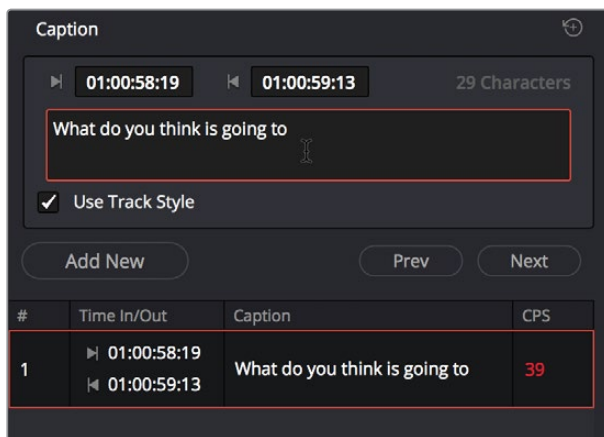 Caption
01:00:58:19 01:00:59:13 29 Characters
What do you think is going to
Use Track Style
Add New Prev Next
# Time In/Out Caption CPS
1 01:00:58:19 What do you think is going to 39
01:00:59:13